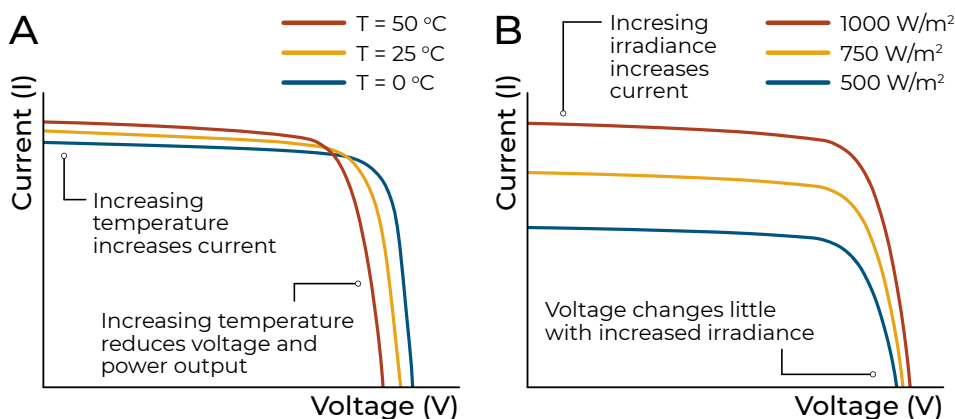 A
T = 50 °C
T = 25 °C
T = 0 °C
Current (I)
Increasing
temperature
increases current
Increasing temperature
reduces voltage and
power output
Voltage (V)
B
Incresing
irradiance
increases
current
1000 W/m²
750 W/m²
500 W/m²
Current (I)
Voltage changes little
with increased irradiance
Voltage (V)